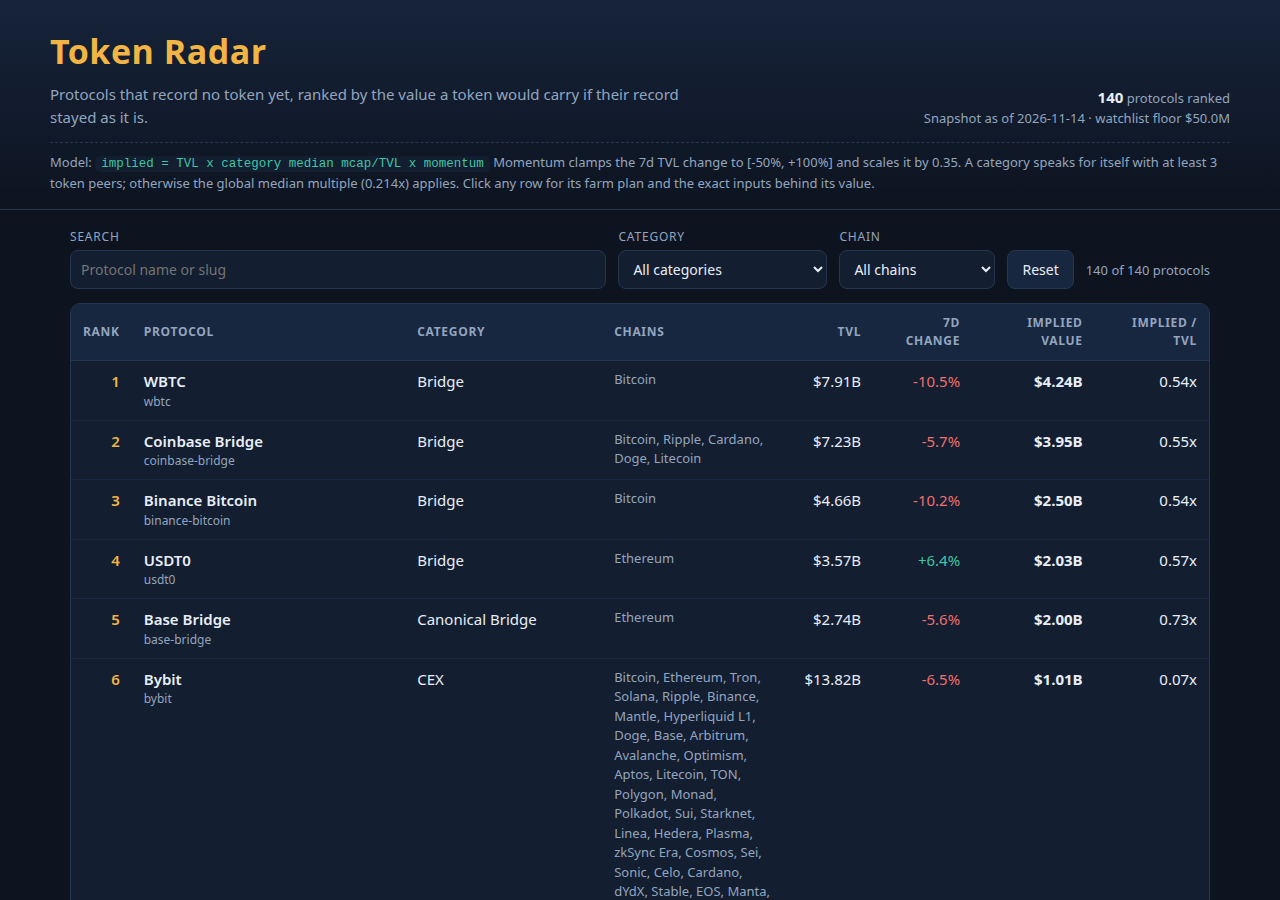 Token Radar
Protocols that record no token yet, ranked by the value a token would carry if their record
stayed as it is.
140 protocols ranked
Snapshot as of 2026-11-14 · watchlist floor $50.0M
Model: implied = TVL x category median mcap/TVL x momentum Momentum clamps the 7d TVL change to [-50%, +100%] and scales it by 0.35. A category speaks for itself with at least 3
token peers; otherwise the global median multiple (0.214x) applies. Click any row for its farm plan and the exact inputs behind its value.
SEARCH CATEGORY CHAIN
Protocol name or slug All categories All chains Reset 140 of 140 protocols
RANK PROTOCOL CATEGORY CHAINS TVL 7D CHANGE IMPLIED VALUE IMPLIED / TVL
1 WBTC Bridge Bitcoin $7.91B -10.5% $4.24B 0.54x
wbtc
2 Coinbase Bridge Bridge Bitcoin, Ripple, Cardano, $7.23B -5.7% $3.95B 0.55x
coinbase-bridge Doge, Litecoin
3 Binance Bitcoin Bridge Bitcoin $4.66B -10.2% $2.50B 0.54x
binance-bitcoin
4 USDT0 Bridge Ethereum $3.57B +6.4% $2.03B 0.57x
usdt0
5 Base Bridge Canonical Bridge Ethereum $2.74B -5.6% $2.00B 0.73x
base-bridge
6 Bybit CEX Bitcoin, Ethereum, Tron, $13.82B -6.5% $1.01B 0.07x
bybit Solana, Ripple, Binance,
Mantle, Hyperliquid L1,
Doge, Base, Arbitrum,
Avalanche, Optimism,
Aptos, Litecoin, TON,
Polygon, Monad,
Polkadot, Sui, Starknet,
Linea, Hedera, Plasma,
zkSync Era, Cosmos, Sei,
Sonic, Celo, Cardano,
dYdX, Stable, EOS, Manta,